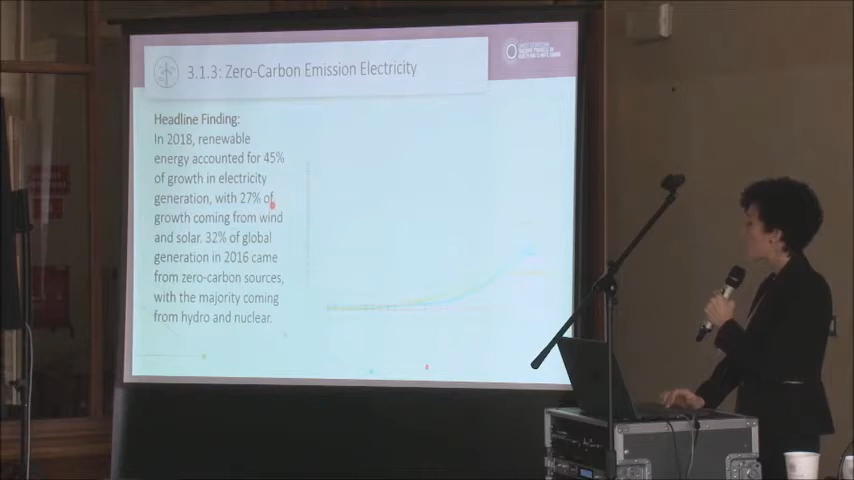 3.1.3: Zero-Carbon Emission Electricity
Headline Finding:
In 2018, renewable
energy accounted for 45%
of growth in electricity
generation, with 27% of
growth coming from wind
and solar. 32% of global
generation in 2016 came
from zero-carbon sources,
with the majority coming
from hydro and nuclear.